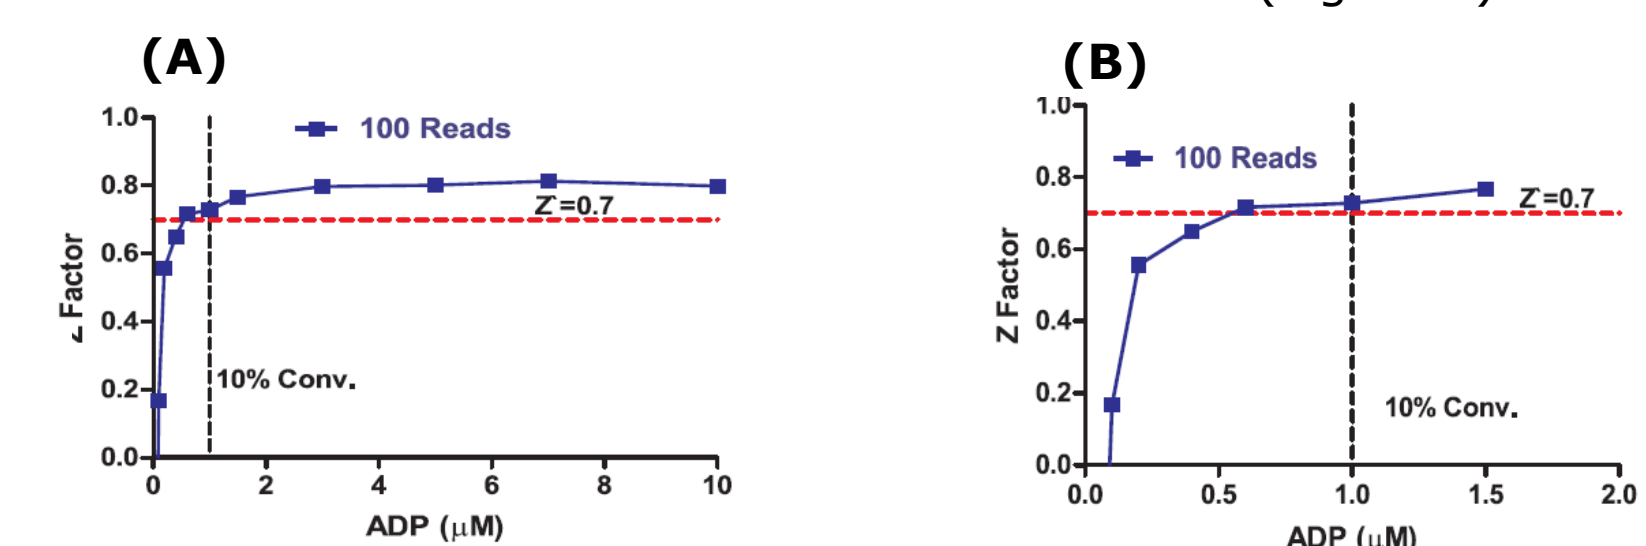 (A)
1.0
0.8
0.6
0.4
0.2
0.0
Z Factor
100 Reads
Z`=0.7
10% Conv.
0 2 4 6 8 10
ADP (μM)
(B)
1.0
0.8
0.6
0.4
0.2
0.0
Z Factor
100 Reads
Z`=0.7
10% Conv.
0.0 0.5 1.0 1.5 2.0
ADP (μM)